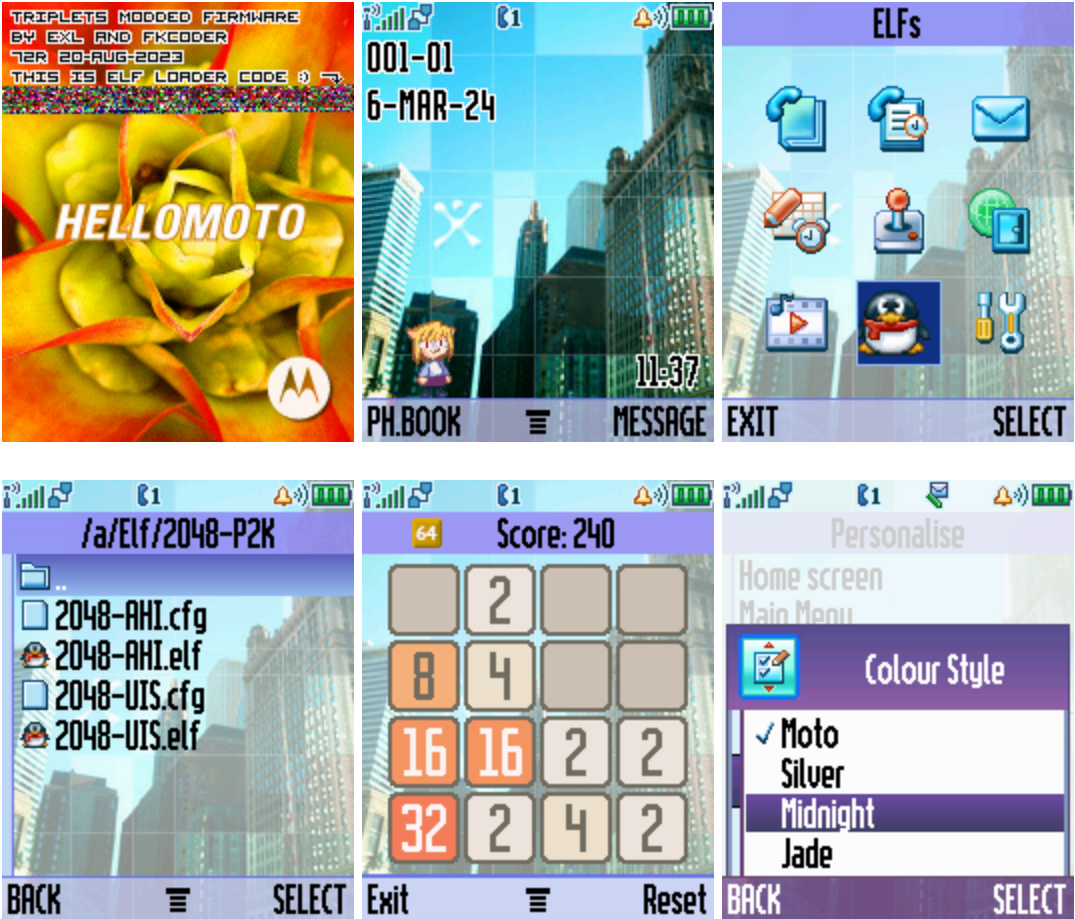 TRIPLETS MODDED FIRMWARE
BY EXL AND FKCODER
72R 20-AUG-2023
THIS IS ELF LOADER CODE :)
HELLOMOTO
1
001-01
6-MAR-24
11:37
PH.BOOK MESSAGE
ELFs
EXIT SELECT
1
/a/Elf/2048-P2K
..
2048-AHI.cfg
2048-AHI.elf
2048-UIS.cfg
2048-UIS.elf
BACK SELECT
1
64 Score: 240
2
8 4
16 16 2 2
32 2 4 2
Exit Reset
1
Personalise
Home screen
Main Menu
Colour Style
Moto
Silver
Midnight
Jade
BACK SELECT